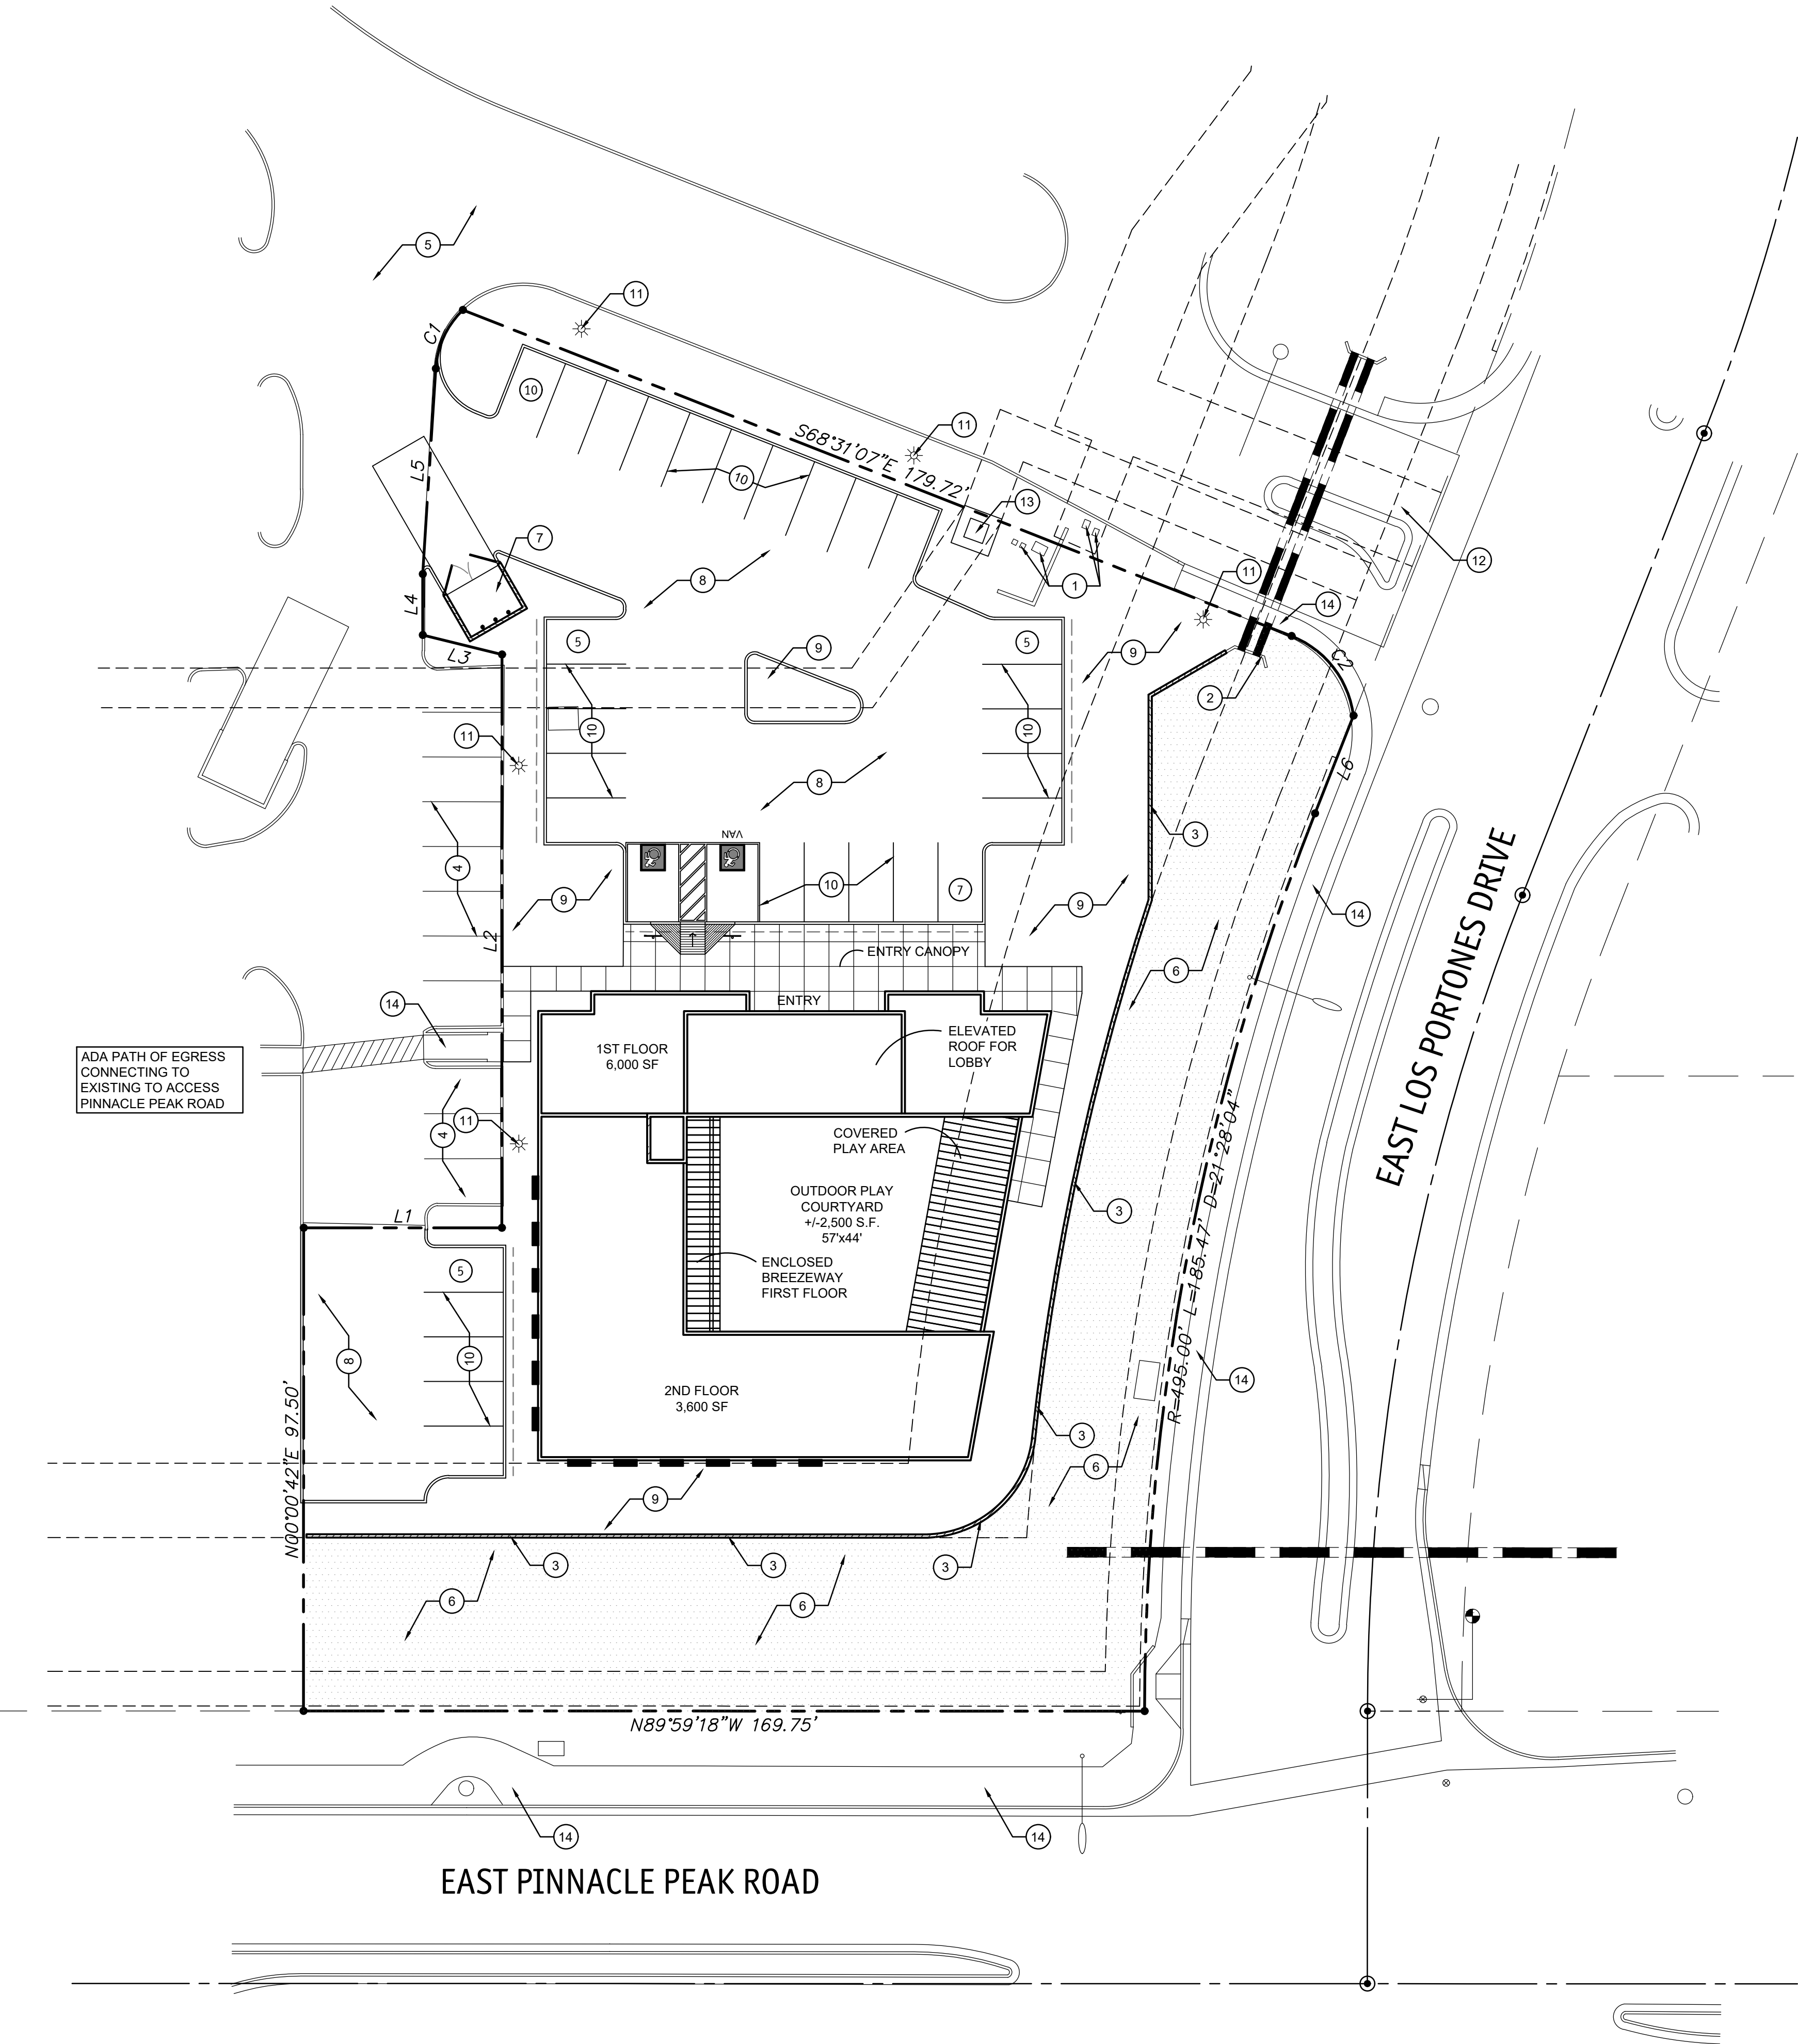 5
11
C1
10
11
S68°31'07"E 179.72'
L5
10
13
7
12
8
1
11
L4
14
5
5
9
9
L3
C2
2
11
10
10
L6
8
3
VAN
4
10
7
9
9
14
L2
ENTRY CANOPY
6
EAST LOS PORTONES DRIVE
14
ENTRY
ELEVATED
ROOF FOR
LOBBY
1ST FLOOR
6,000 SF
ADA PATH OF EGRESS
CONNECTING TO
EXISTING TO ACCESS
PINNACLE PEAK ROAD
4
11
COVERED
PLAY AREA
OUTDOOR PLAY
COURTYARD
+/-2,500 S.F.
57'x44'
3
L1
ENCLOSED
BREEZEWAY
FIRST FLOOR
5
R=495.00' L=185.47' D=21°28'04"
8
10
14
2ND FLOOR
3,600 SF
3
N00°00'42"E 97.50'
6
9
3
3
3
6
6
N89°59'18"W 169.75'
14
14
EAST PINNACLE PEAK ROAD